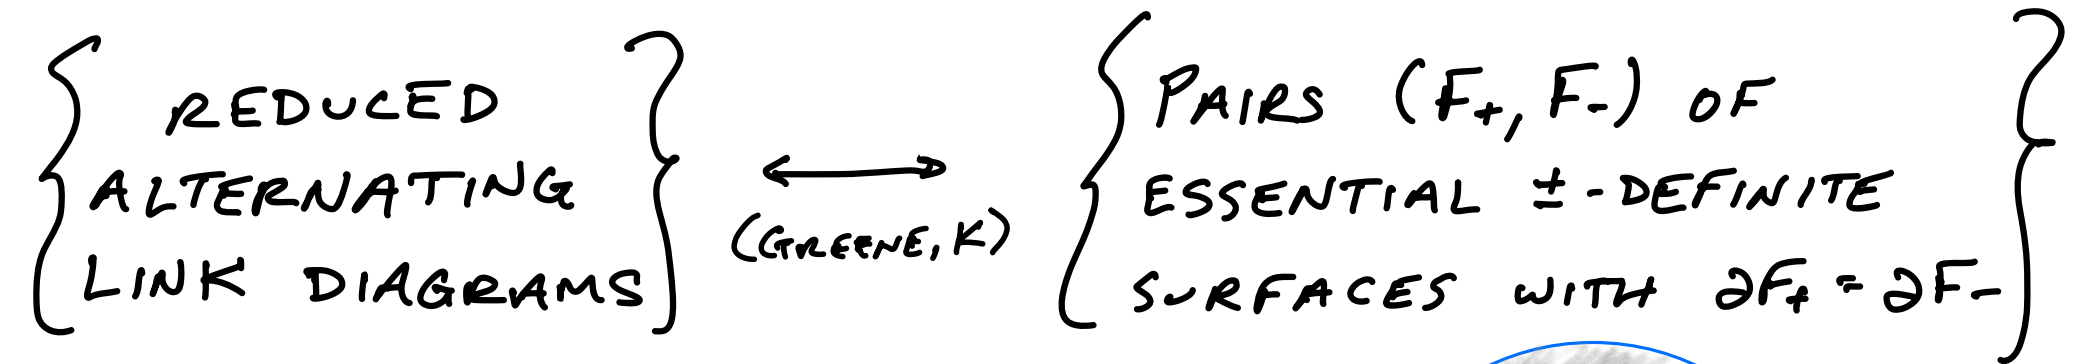 REDUCED
ALTERNATING
LINK DIAGRAMS
(GREENE, K)
PAIRS (F+, F-) OF
ESSENTIAL ±-DEFINITE
SURFACES WITH ∂F+ = ∂F-